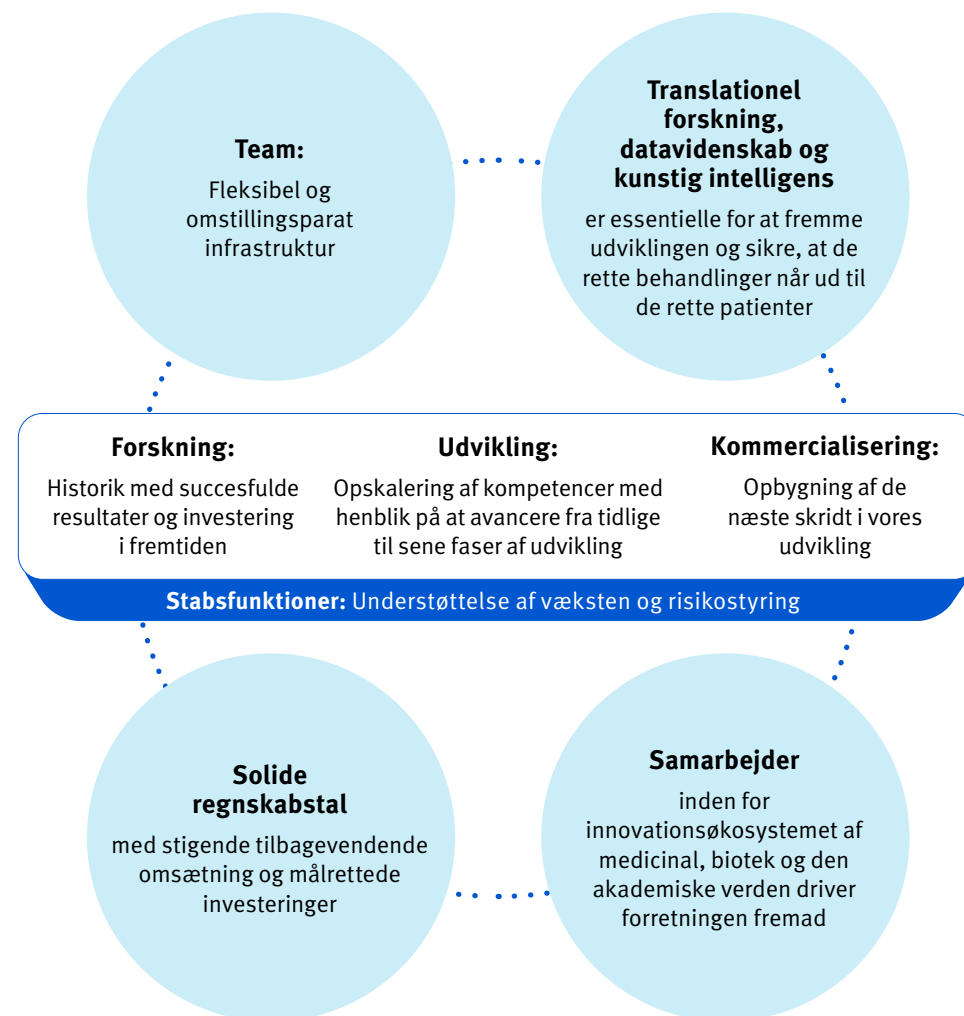 Team:
Fleksibel og
omstillingsparat
infrastruktur
Translationel
forskning,
datavidenskab og
kunstig intelligens
er essentielle for at fremme
udviklingen og sikre, at de
rette behandlinger når ud til
de rette patienter
Forskning:
Historik med succesfulde
resultater og investering
i fremtiden
Udvikling:
Opskalering af kompetencer med
henblik på at avancere fra tidlige
til sene faser af udvikling
Kommercialisering:
Opbygning af de
næste skridt i vores
udvikling
Stabsfunktioner: Understøttelse af væksten og risikostyring
Solide
regnskabstal
med stigende tilbagevendende
omsætning og målrettede
investeringer
Samarbejder
inden for
innovationsøkosystemet af
medicinal, biotek og den
akademiske verden driver
forretningen fremad